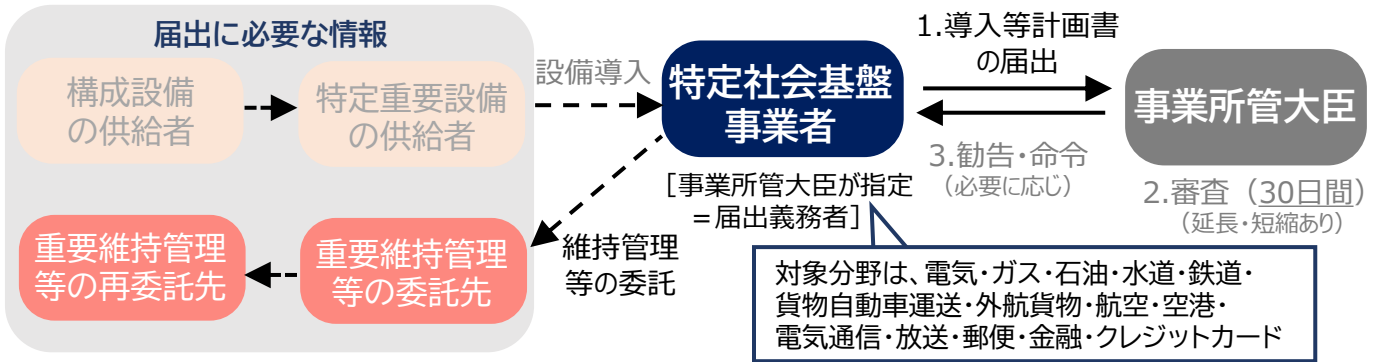 届出に必要な情報
構成設備
の供給者
特定重要設備
の供給者
設備導入
特定社会基盤
事業者
1.導入等計画書
の届出
事業所管大臣
3.勧告・命令
（必要に応じ）
2.審査（30日間）
（延長・短縮あり）
［事業所管大臣が指定
＝届出義務者］
重要維持管理
等の再委託先
重要維持管理
等の委託先
維持管理
等の委託
対象分野は、電気・ガス・石油・水道・鉄道・
貨物自動車運送・外航貨物・航空・空港・
電気通信・放送・郵便・金融・クレジットカード